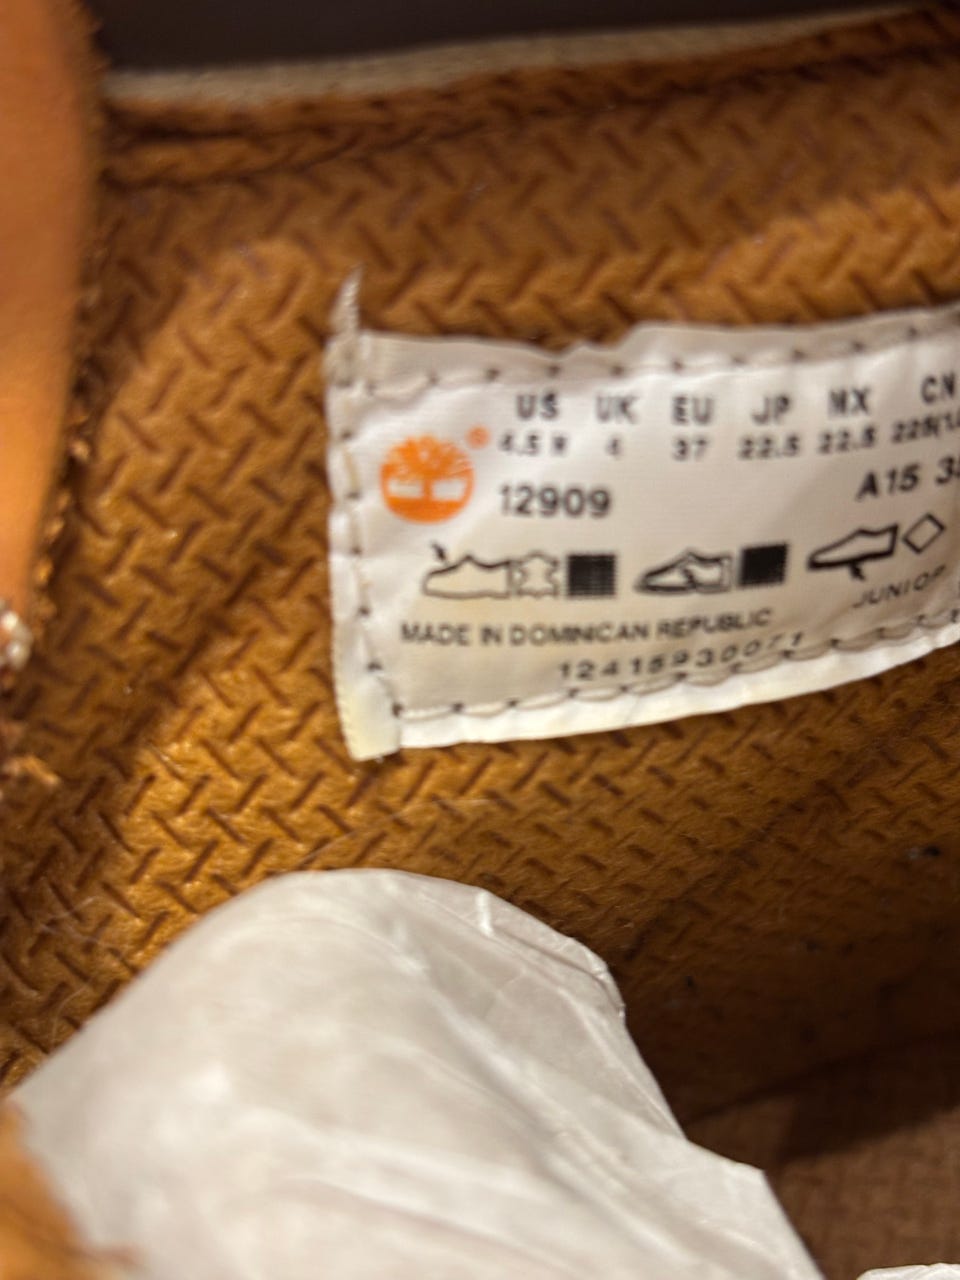 US UK EU JP MX CN
4.5 37 22.5 22.5
12909 A15
JUNIOR
MADE IN DOMINICAN REPUBLIC